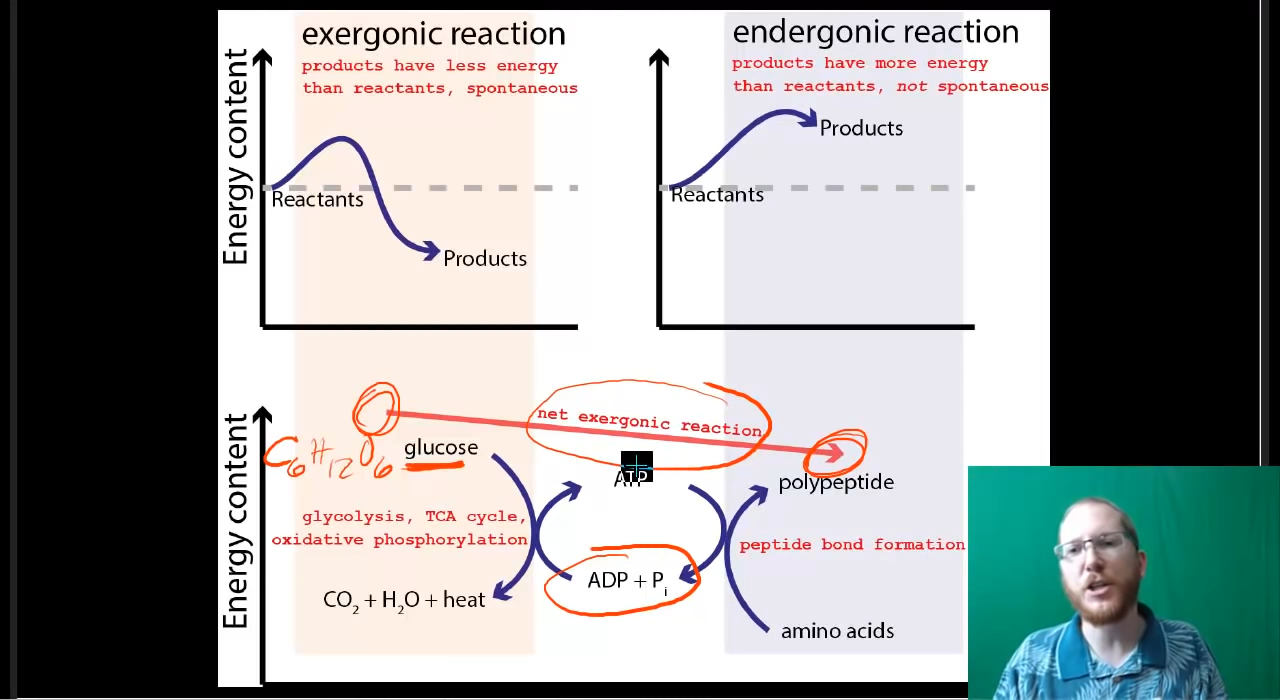 exergonic reaction
products have less energy
than reactants, spontaneous
Energy content
Reactants
Products
endergonic reaction
products have more energy
than reactants, not spontaneous
Energy content
Products
Reactants
Energy content
C6H12O6
glucose
net exergonic reaction
ATP
polypeptide
glycolysis, TCA cycle,
oxidative phosphorylation
peptide bond formation
ADP + Pi
CO2 + H2O + heat
amino acids